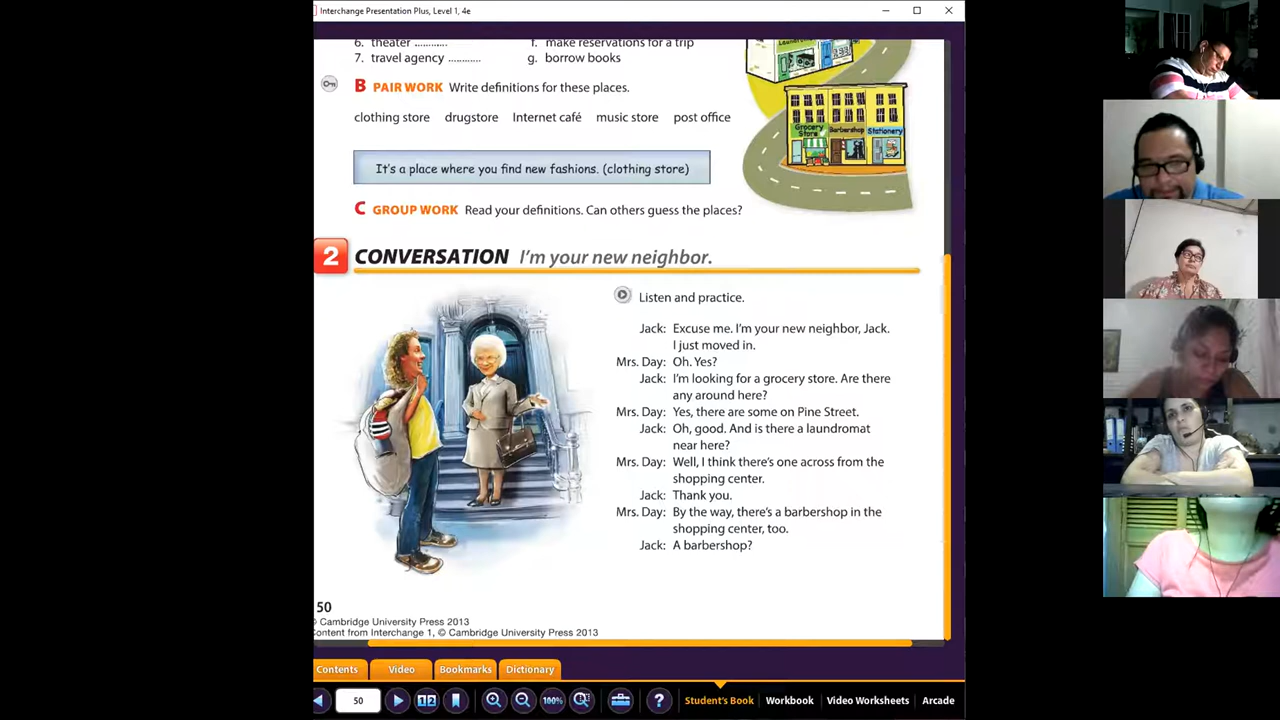 Interchange Presentation Plus, Level 1, 4e
6. theater ........... f. make reservations for a trip
7. travel agency ............ g. borrow books
B PAIR WORK Write definitions for these places.
clothing store drugstore Internet café music store post office
It's a place where you find new fashions. (clothing store)
Grocery Store Barbershop Stationery
C GROUP WORK Read your definitions. Can others guess the places?
2 CONVERSATION I'm your new neighbor.
Listen and practice.
Jack: Excuse me. I'm your new neighbor, Jack.
I just moved in.
Mrs. Day: Oh. Yes?
Jack: I'm looking for a grocery store. Are there
any around here?
Mrs. Day: Yes, there are some on Pine Street.
Jack: Oh, good. And is there a laundromat
near here?
Mrs. Day: Well, I think there's one across from the
shopping center.
Jack: Thank you.
Mrs. Day: By the way, there's a barbershop in the
shopping center, too.
Jack: A barbershop?
50
© Cambridge University Press 2013
Content from Interchange 1, © Cambridge University Press 2013
Contents Video Bookmarks Dictionary
50 1 2 100% ? Student's Book Workbook Video Worksheets Arcade